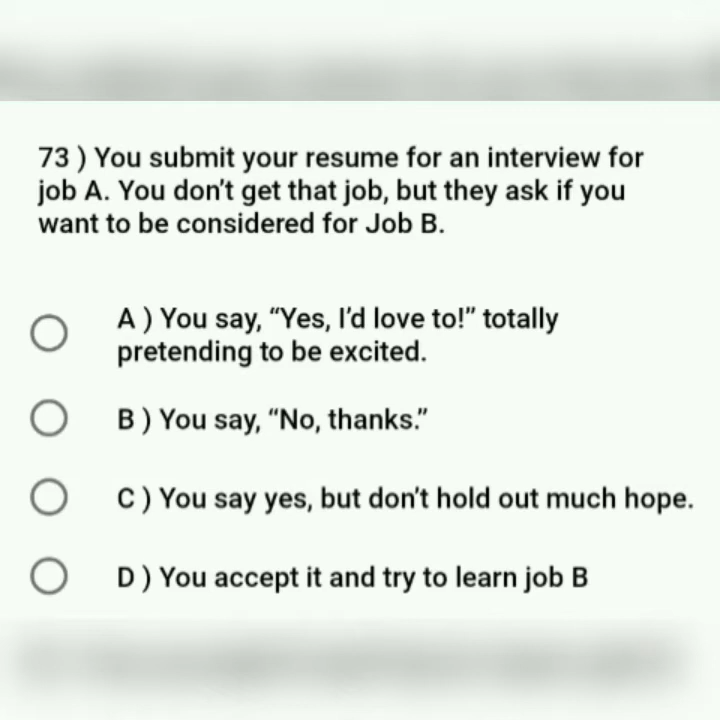 73 ) You submit your resume for an interview for
job A. You don't get that job, but they ask if you
want to be considered for Job B.
A ) You say, “Yes, I'd love to!” totally
pretending to be excited.
B ) You say, “No, thanks.”
C ) You say yes, but don't hold out much hope.
D ) You accept it and try to learn job B